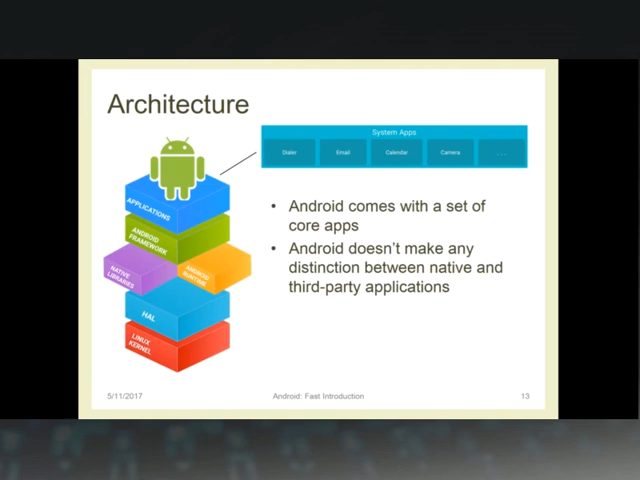 Architecture
System Apps
Dialer Email Calendar Camera ...
APPLICATIONS
ANDROID
FRAMEWORK
NATIVE
LIBRARIES
ANDROID
RUNTIME
HAL
LINUX
KERNEL
• Android comes with a set of
core apps
• Android doesn't make any
distinction between native and
third-party applications
5/11/2017 Android: Fast Introduction 13